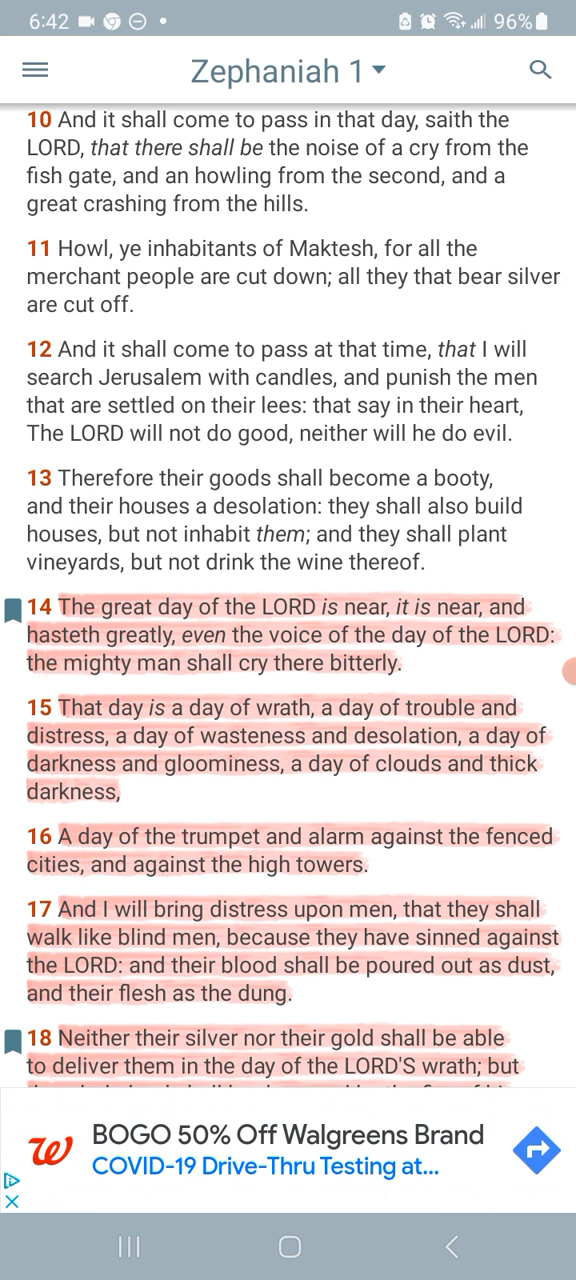 6:42 96%
Zephaniah 1
10 And it shall come to pass in that day, saith the
LORD, that there shall be the noise of a cry from the
fish gate, and an howling from the second, and a
great crashing from the hills.
11 Howl, ye inhabitants of Maktesh, for all the
merchant people are cut down; all they that bear silver
are cut off.
12 And it shall come to pass at that time, that I will
search Jerusalem with candles, and punish the men
that are settled on their lees: that say in their heart,
The LORD will not do good, neither will he do evil.
13 Therefore their goods shall become a booty,
and their houses a desolation: they shall also build
houses, but not inhabit them; and they shall plant
vineyards, but not drink the wine thereof.
14 The great day of the LORD is near, it is near, and
hasteth greatly, even the voice of the day of the LORD:
the mighty man shall cry there bitterly.
15 That day is a day of wrath, a day of trouble and
distress, a day of wasteness and desolation, a day of
darkness and gloominess, a day of clouds and thick
darkness,
16 A day of the trumpet and alarm against the fenced
cities, and against the high towers.
17 And I will bring distress upon men, that they shall
walk like blind men, because they have sinned against
the LORD: and their blood shall be poured out as dust,
and their flesh as the dung.
18 Neither their silver nor their gold shall be able
to deliver them in the day of the LORD'S wrath; but
BOGO 50% Off Walgreens Brand
COVID-19 Drive-Thru Testing at...